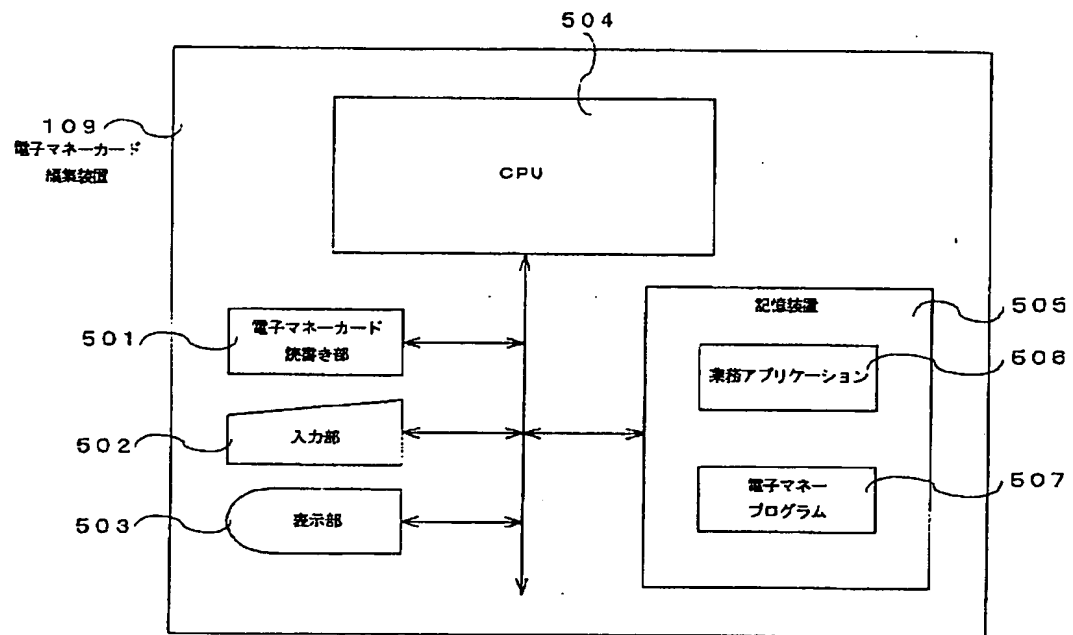 504
109
電子マネーカード
編集装置
CPU
記憶装置
505
501
電子マネーカード
読書き部
業務アプリケーション
506
502
入力部
電子マネー
プログラム
507
503
表示部